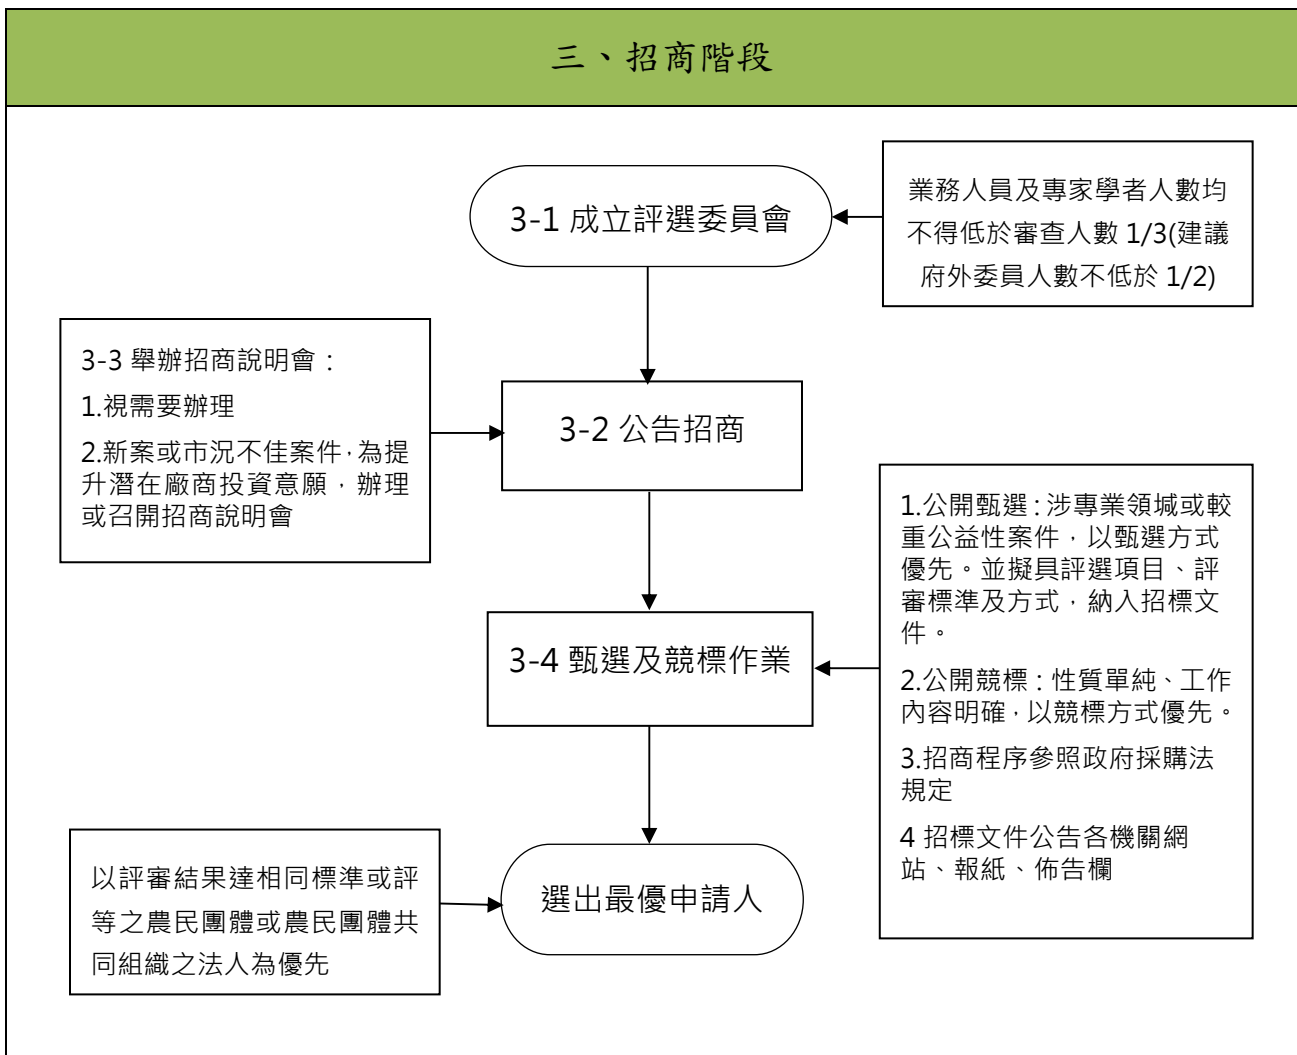 三、招商階段
3-1 成立評選委員會
業務人員及專家學者人數均
不得低於審查人數 1/3(建議
府外委員人數不低於 1/2)
3-3 舉辦招商說明會：
1.視需要辦理
2.新案或市況不佳案件，為提
升潛在廠商投資意願，辦理
或召開招商說明會
3-2 公告招商
1.公開甄選：涉專業領堿或較
重公益性案件，以甄選方式
優先。並擬具評選項目、評
審標準及方式，納入招標文
件。
2.公開競標：性質單純、工作
內容明確，以競標方式優先。
3.招商程序參照政府採購法
規定
4 招標文件公告各機關網
站、報紙、佈告欄
3-4 甄選及競標作業
以評審結果達相同標準或評
等之農民團體或農民團體共
同組織之法人為優先
選出最優申請人